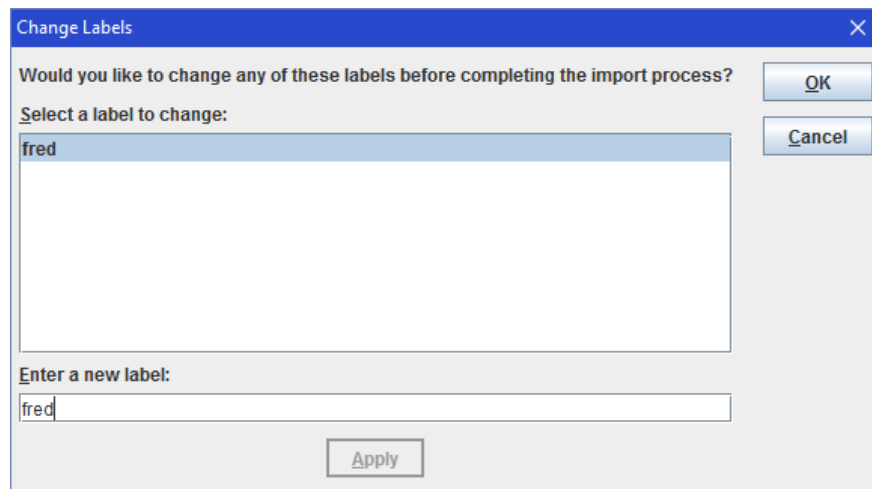 Change Labels
Would you like to change any of these labels before completing the import process?
OK
Select a label to change:
Cancel
fred
Enter a new label:
fred
Apply